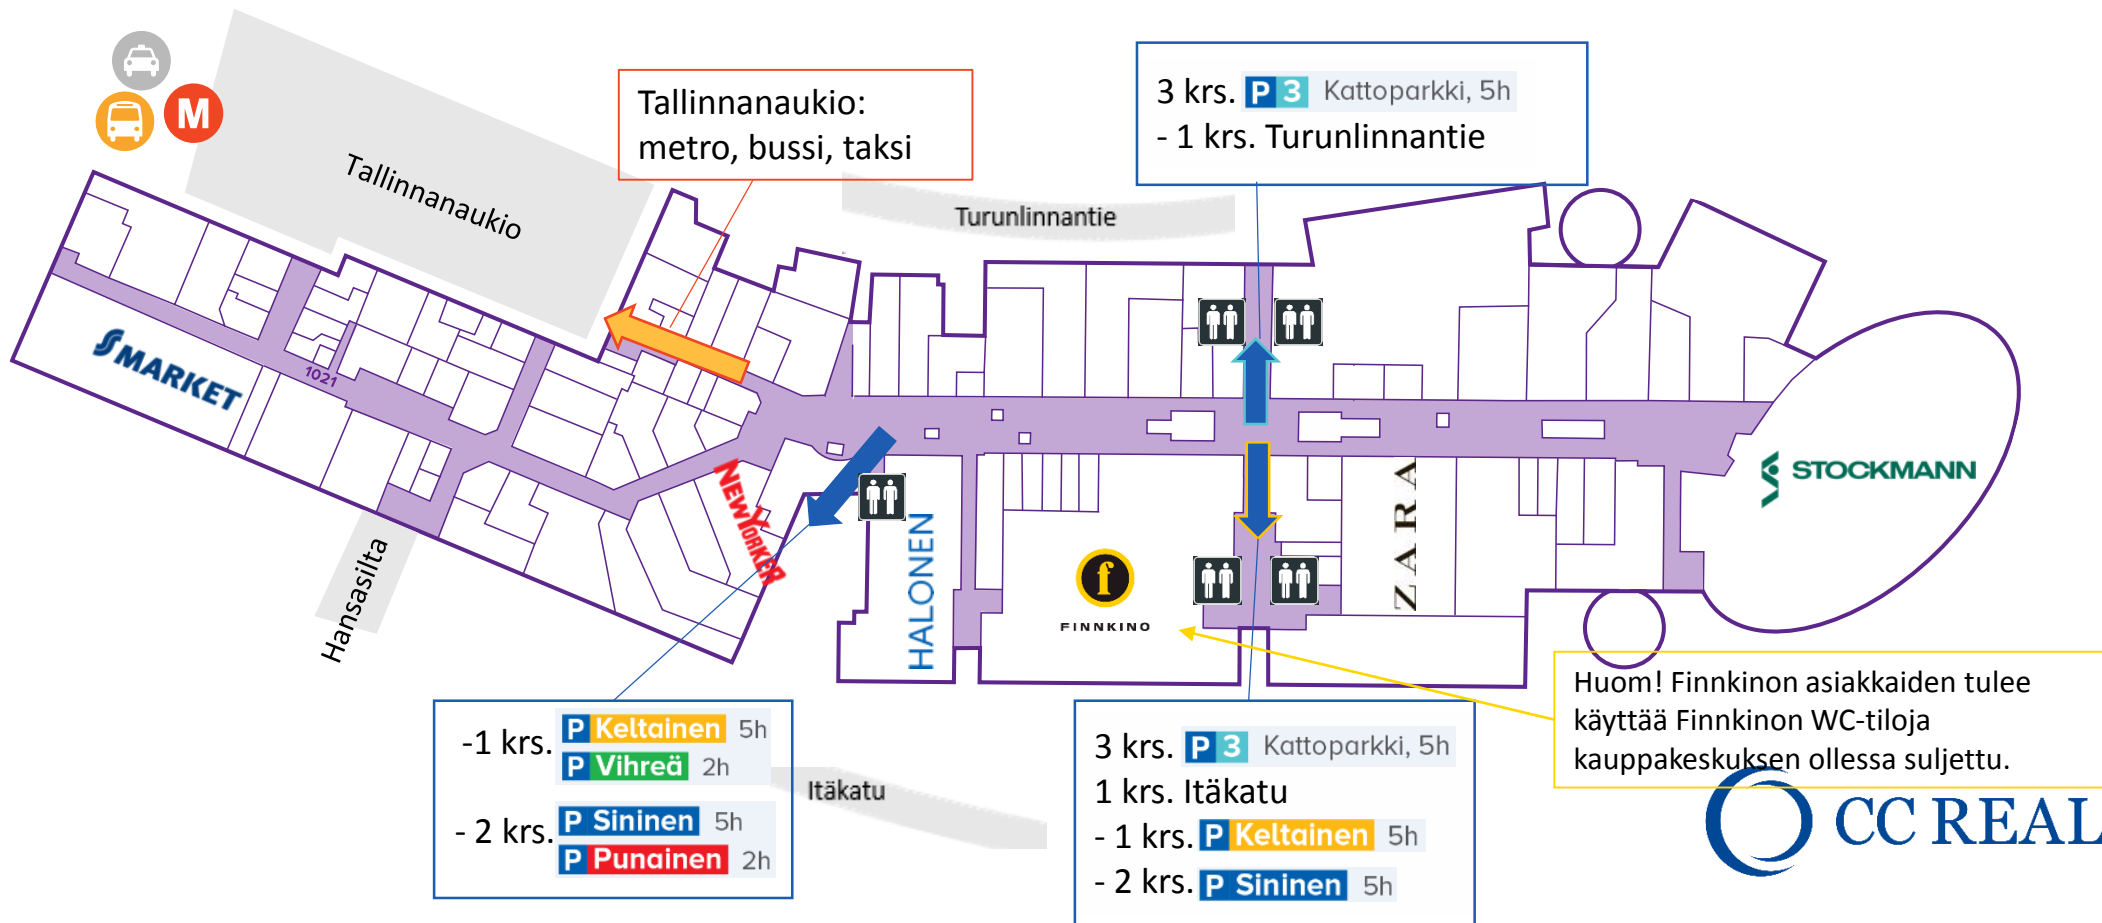 M
Tallinnanaukio
Tallinnanaukio:
metro, bussi, taksi
3 krs. P 3 Kattoparkki, 5h
- 1 krs. Turunlinnantie
Turunlinnantie
S MARKET
1021
NEW YORKER
HALONEN
f
FINNKINO
ZARA
STOCKMANN
Hansasilta
-1 krs. P Keltainen 5h
P Vihreä 2h
- 2 krs. P Sininen 5h
P Punainen 2h
Itäkatu
3 krs. P 3 Kattoparkki, 5h
1 krs. Itäkatu
- 1 krs. P Keltainen 5h
- 2 krs. P Sininen 5h
Huom! Finnkinon asiakkaiden tulee
käyttää Finnkinon WC-tiloja
kauppakeskuksen ollessa suljettu.
CC REAL